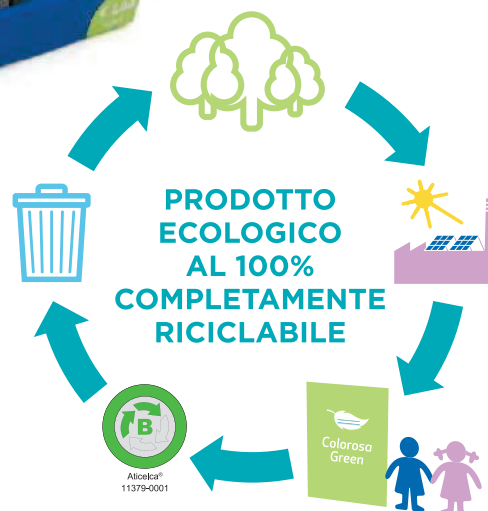 PRODOTTO
ECOLOGICO
AL 100%
COMPLETAMENTE
RICICLABILE
Colorosa
Green
B
Aticelca®
11379-0001